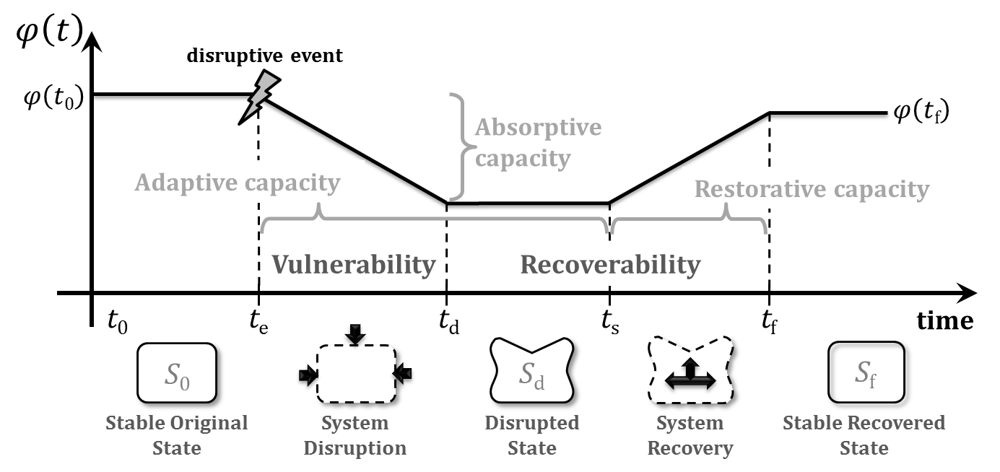 φ(t)
disruptive event
φ(t0)
φ(tf)
Absorptive
capacity
Adaptive capacity
Restorative capacity
Vulnerability
Recoverability
t0
te
td
ts
tf
time
S0
Sd
Sf
Stable Original
State
System
Disruption
Disrupted
State
System
Recovery
Stable Recovered
State